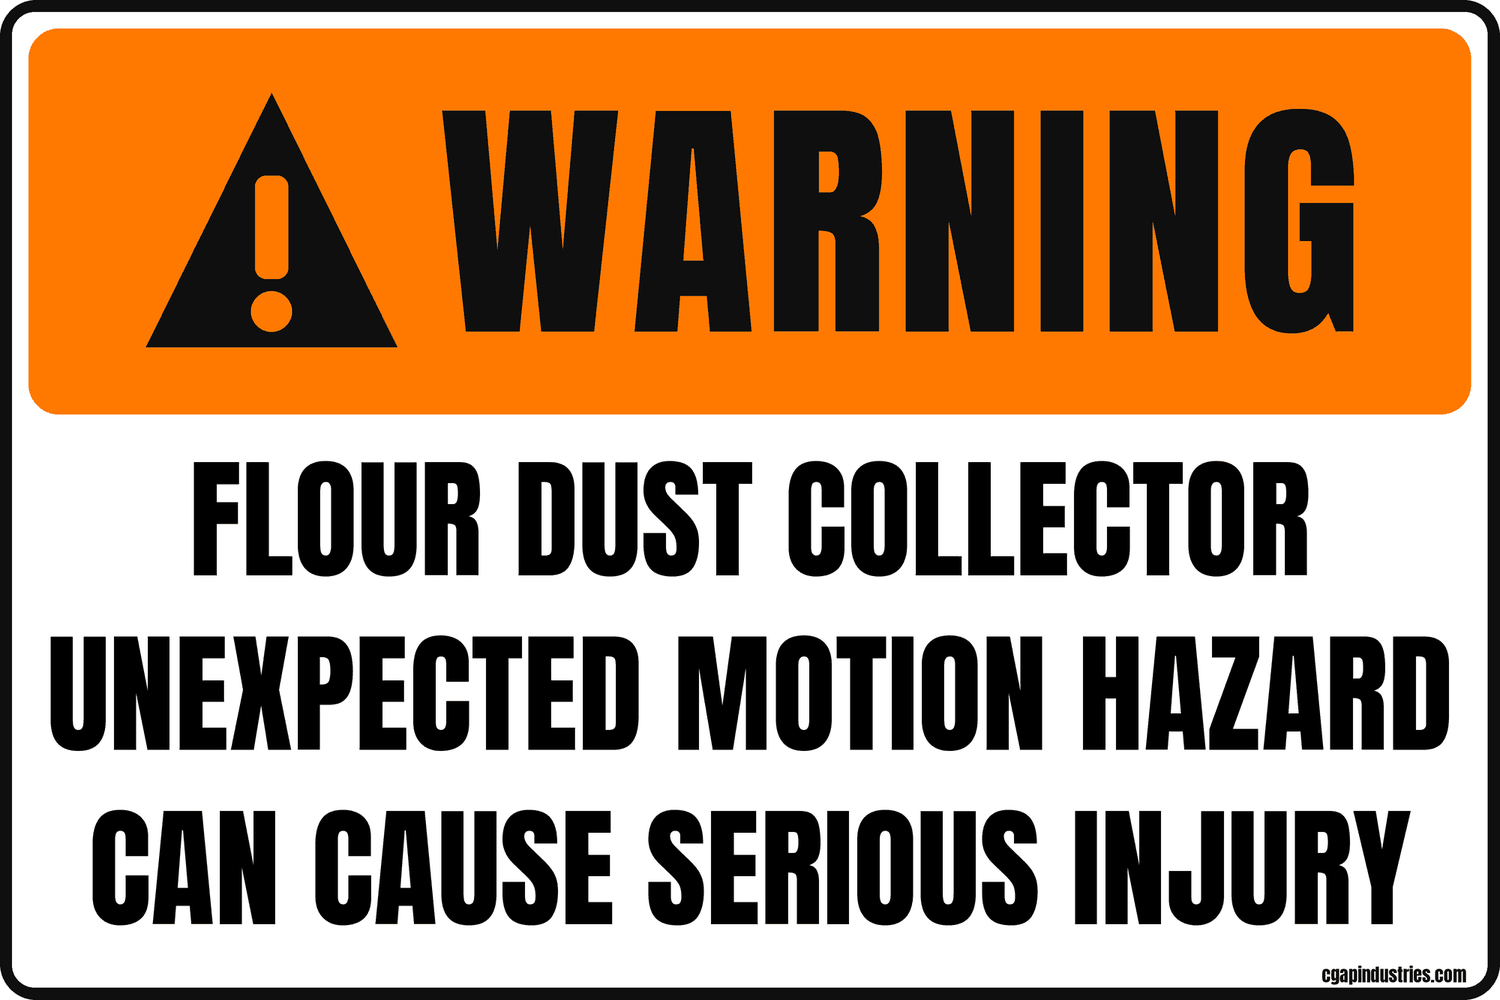 WARNING
FLOUR DUST COLLECTOR
UNEXPECTED MOTION HAZARD
CAN CAUSE SERIOUS INJURY
cgapindustries.com